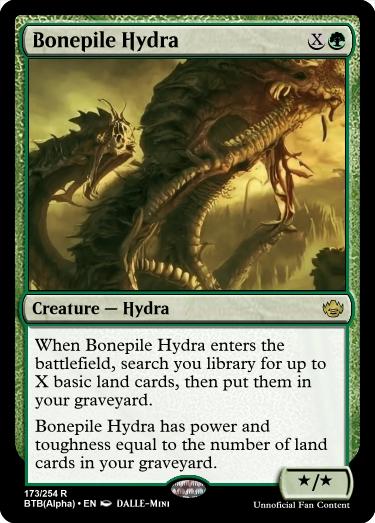 Bonepile Hydra
X
Creature — Hydra
When Bonepile Hydra enters the
battlefield, search you library for up to
X basic land cards, then put them in
your graveyard.
Bonepile Hydra has power and
toughness equal to the number of land
cards in your graveyard.
★/★
173/254 R
BTB(Alpha) • EN DALLE-Mini
Unnoficial Fan Content